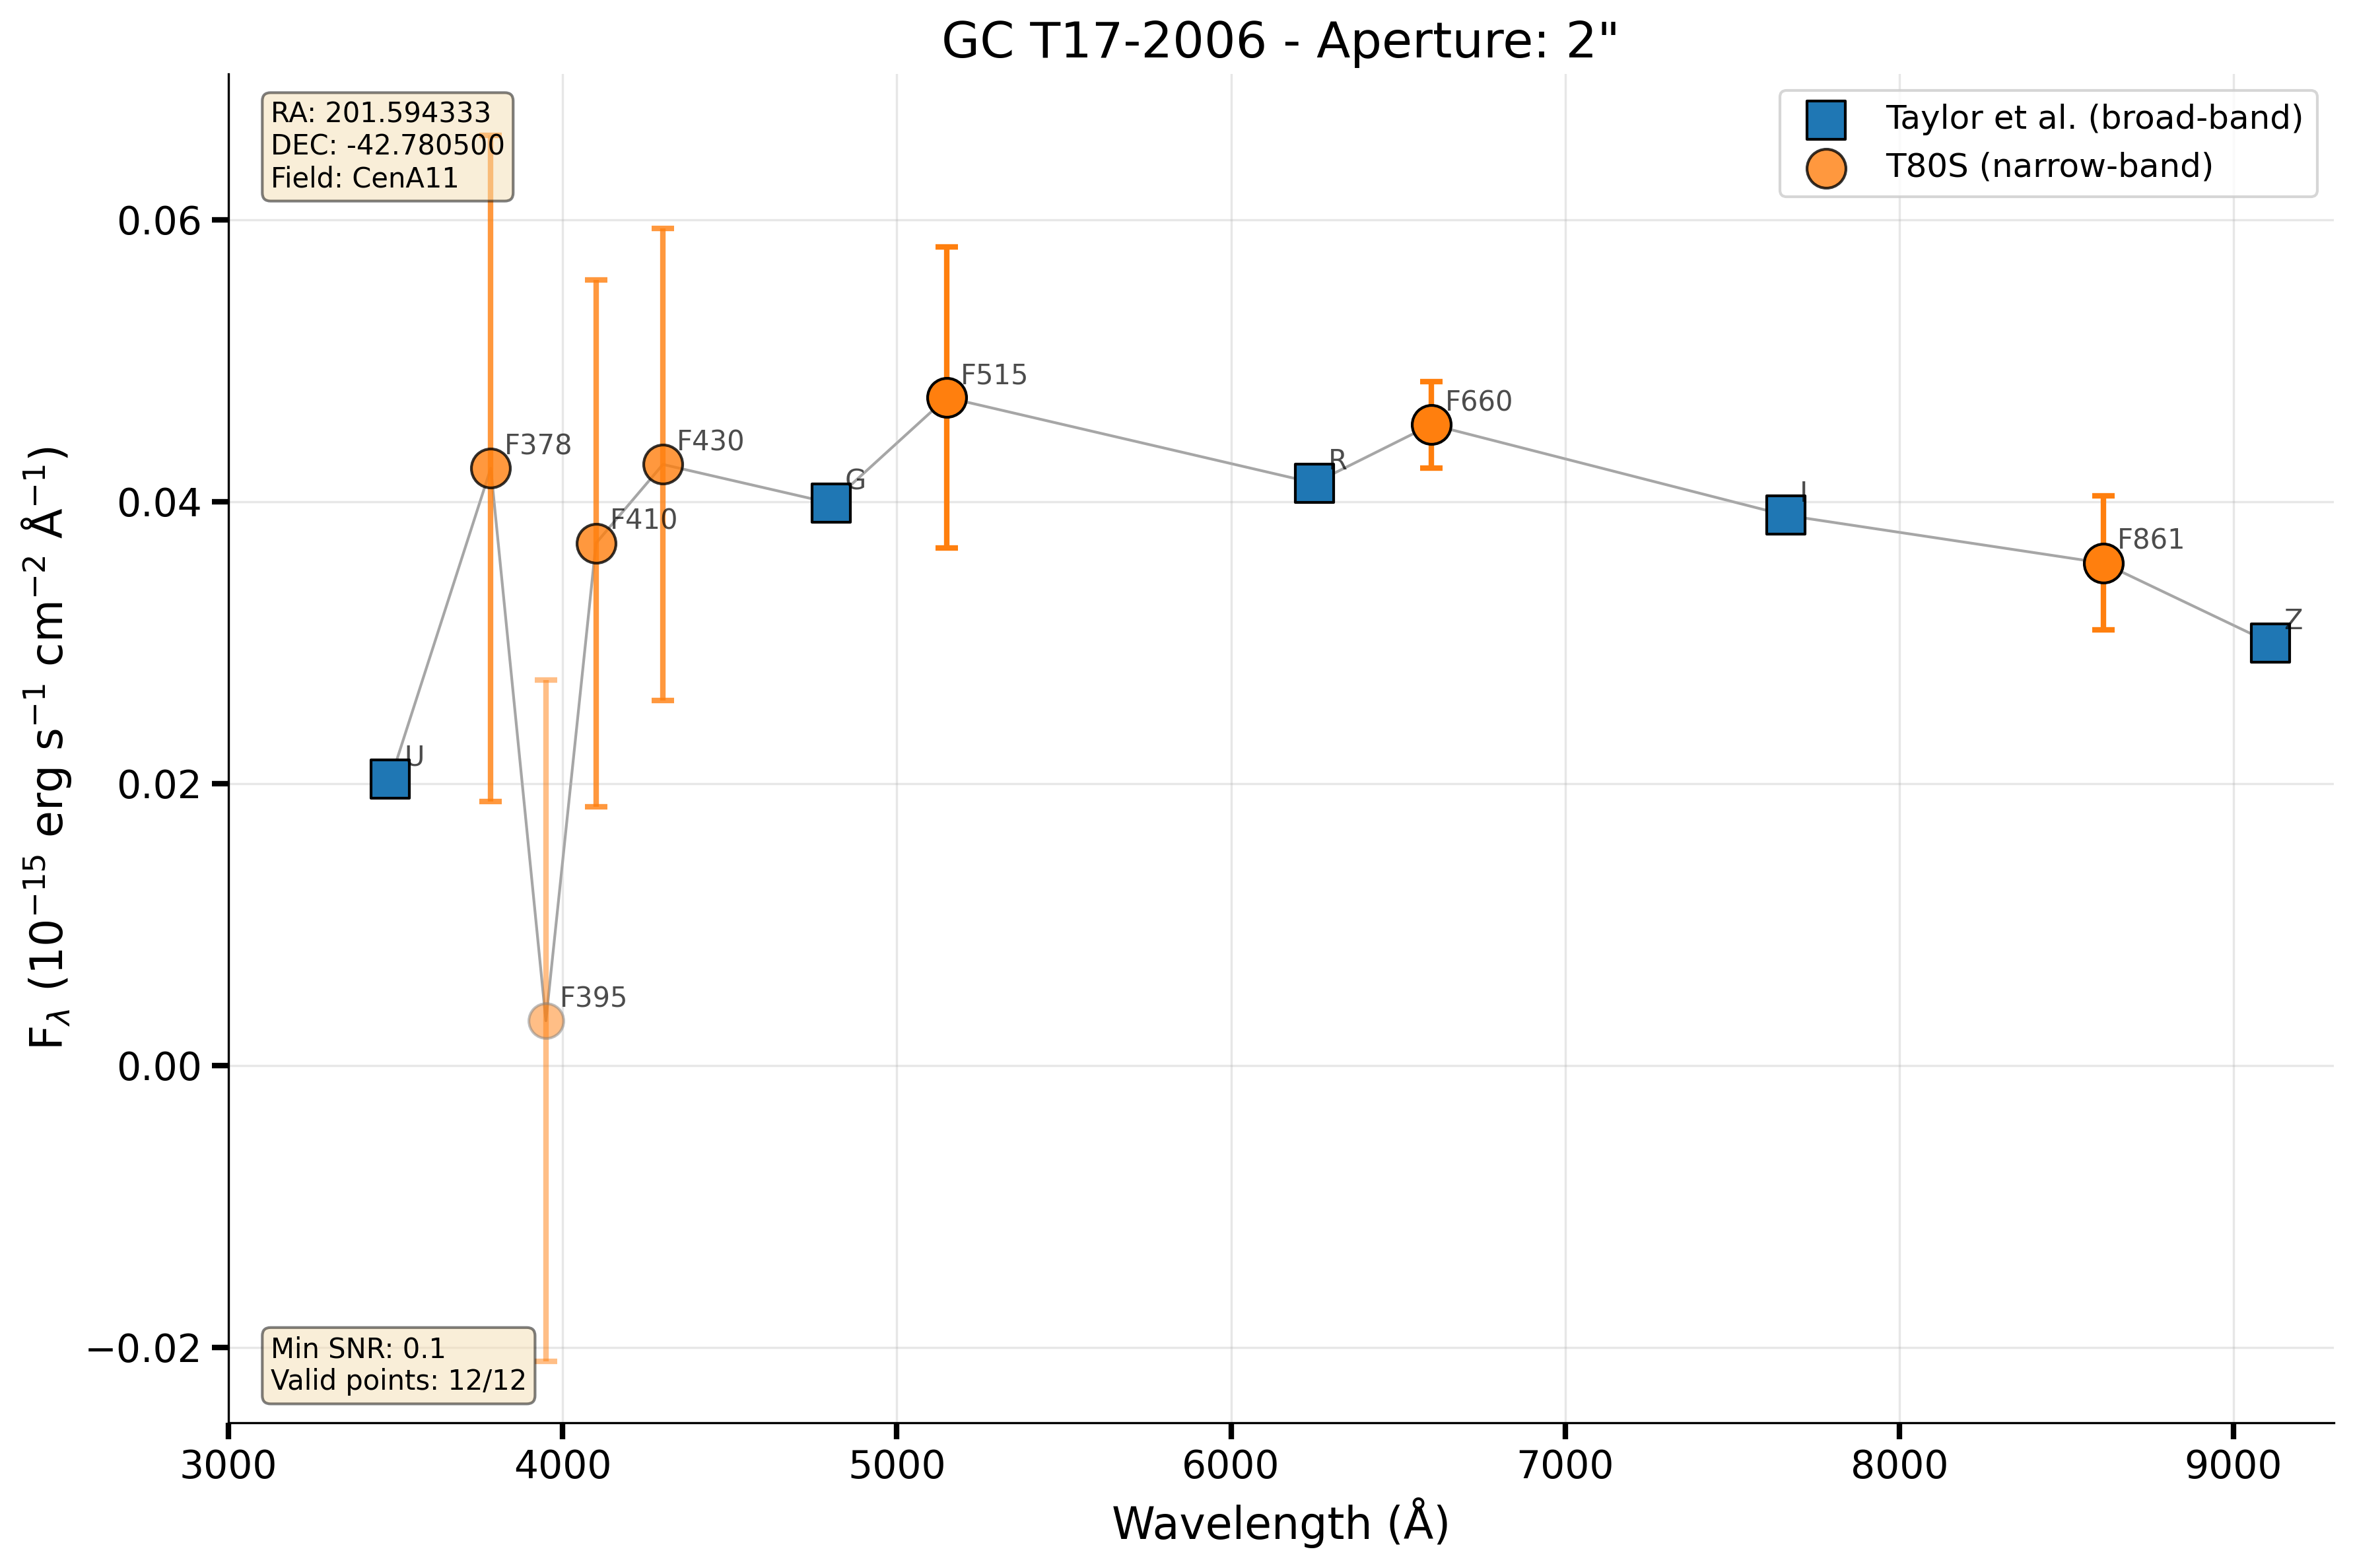 GC T17-2006 - Aperture: 2"
RA: 201.594333
DEC: -42.780500
Field: CenA11
Taylor et al. (broad-band)
T80S (narrow-band)
F_λ (10⁻¹⁵ erg s⁻¹ cm⁻² Å⁻¹)
0.06
0.04
0.02
0.00
−0.02
U
F378
F395
F410
F430
G
F515
R
F660
I
F861
Z
Min SNR: 0.1
Valid points: 12/12
3000 4000 5000 6000 7000 8000 9000
Wavelength (Å)